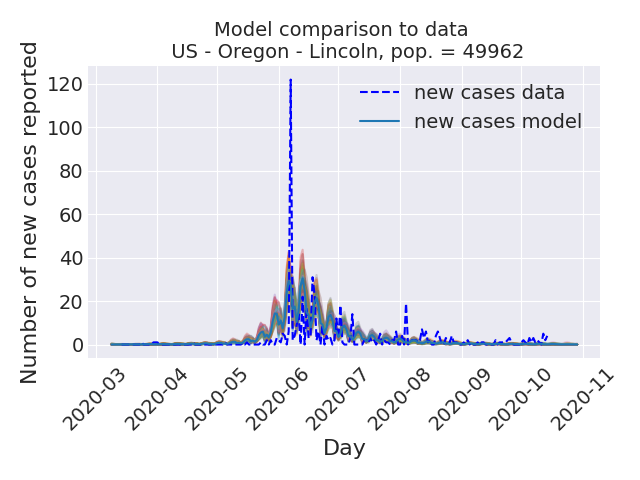 Model comparison to data
US - Oregon - Lincoln, pop. = 49962
Number of new cases reported
120
100
80
60
40
20
0
new cases data
new cases model
2020-03
2020-04
2020-05
2020-06
2020-07
2020-08
2020-09
2020-10
2020-11
Day